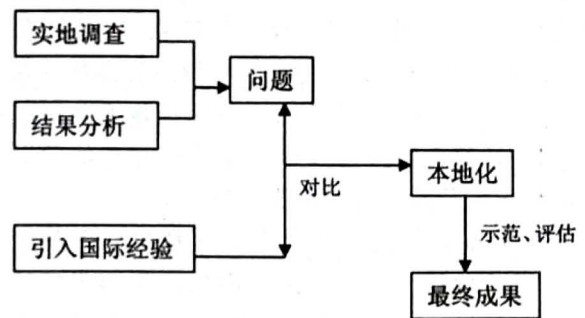 实地调查
问题
结果分析
对比
本地化
引入国际经验
示范、评估
最终成果